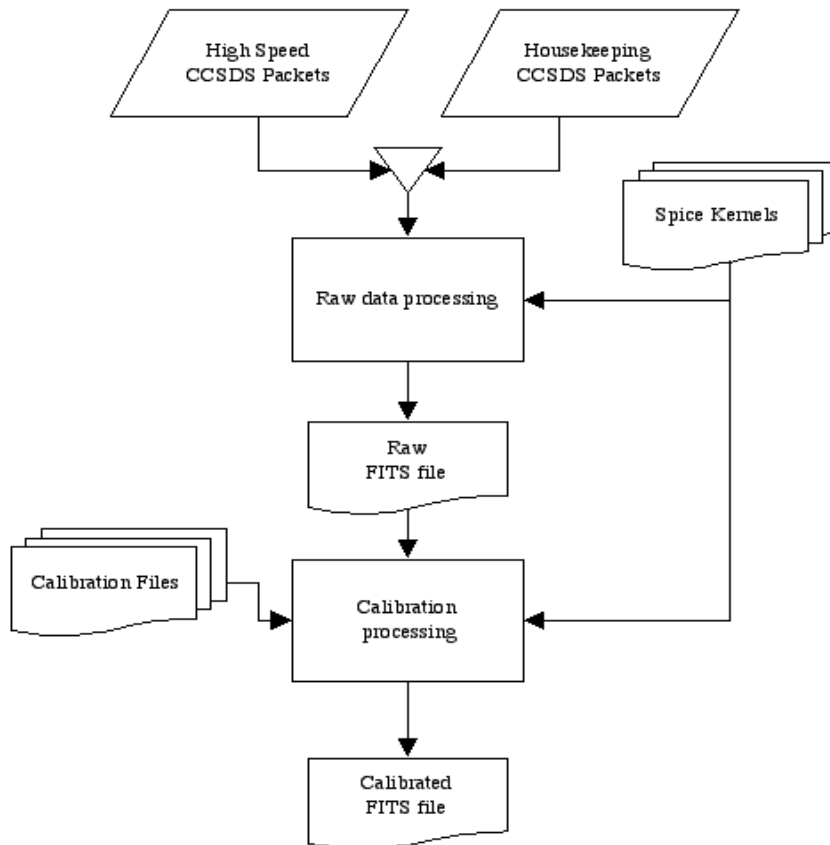 High Speed
CCSDS Packets
Housekeeping
CCSDS Packets
Spice Kernels
Raw data processing
Raw
FITS file
Calibration Files
Calibration
processing
Calibrated
FITS file